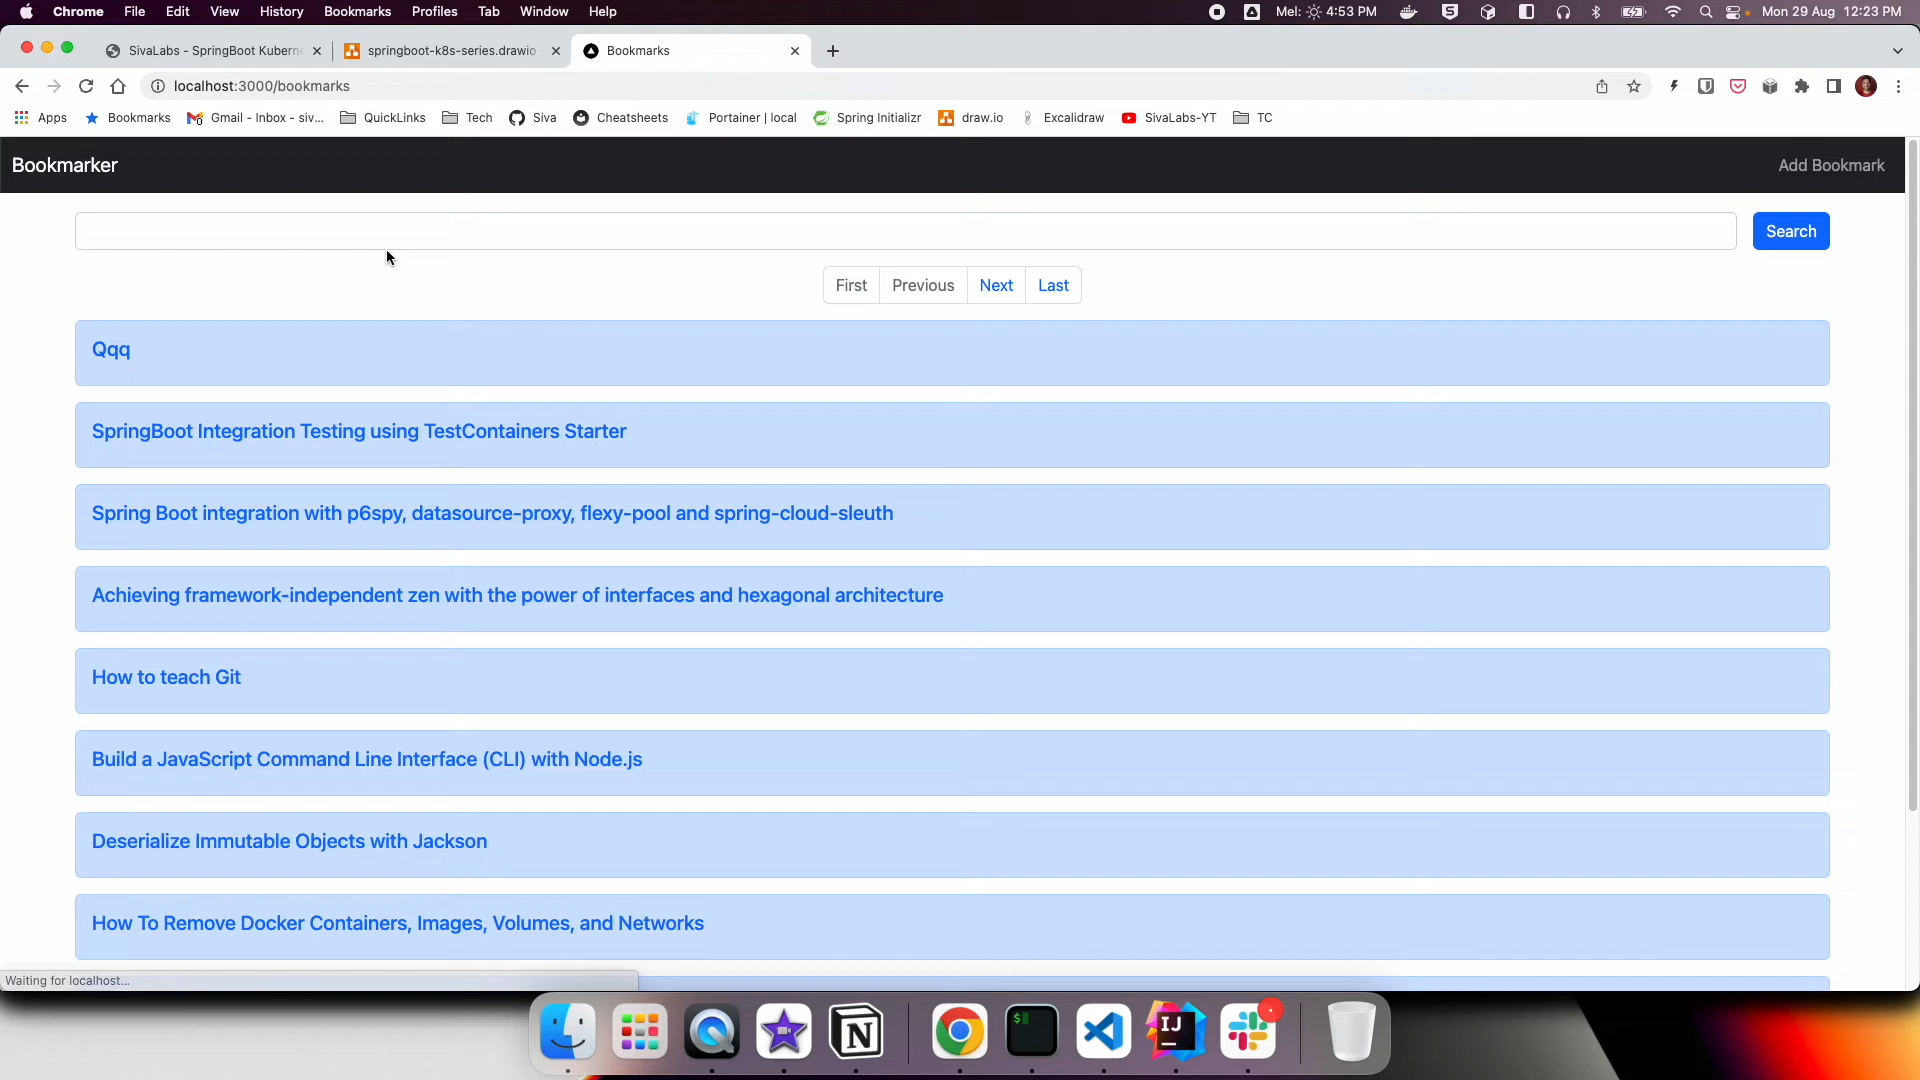 Chrome File Edit View History Bookmarks Profiles Tab Window Help Mel: 4:53 PM Mon 29 Aug 12:23 PM
SivaLabs - SpringBoot Kuberne springboot-k8s-series.drawio Bookmarks
localhost:3000/bookmarks
Apps Bookmarks Gmail - Inbox - siv... QuickLinks Tech Siva Cheatsheets Portainer | local Spring Initializr draw.io Excalidraw SivaLabs-YT TC
Bookmarker Add Bookmark
Search
First Previous Next Last
Qqq
SpringBoot Integration Testing using TestContainers Starter
Spring Boot integration with p6spy, datasource-proxy, flexy-pool and spring-cloud-sleuth
Achieving framework-independent zen with the power of interfaces and hexagonal architecture
How to teach Git
Build a JavaScript Command Line Interface (CLI) with Node.js
Deserialize Immutable Objects with Jackson
How To Remove Docker Containers, Images, Volumes, and Networks
Waiting for localhost...
N $ IJ